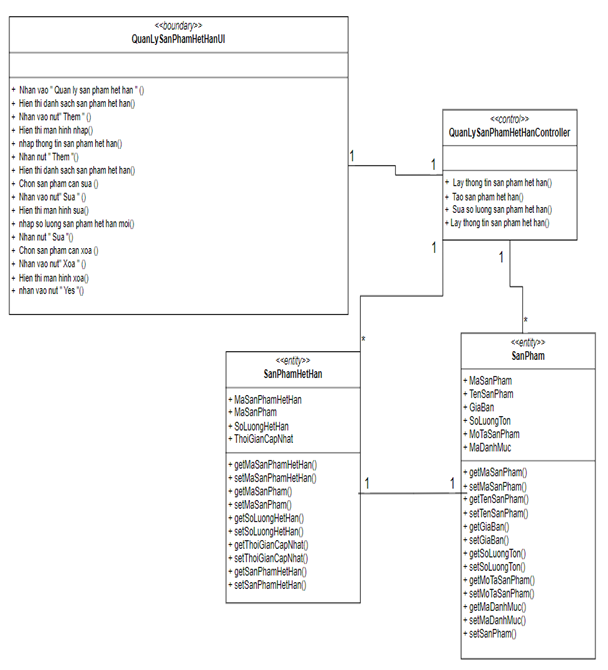 <<boundary>>
QuanLySanPhamHetHanUI
+ Nhan vao " Quan ly san pham het han " ()
+ Hien thi danh sach san pham het han()
+ Nhan vao nut" Them " ()
+ Hien thi man hinh nhap()
+ nhap thong tin san pham het han()
+ Nhan nut " Them "()
+ Hien thi danh sach san pham het han()
+ Chon san pham can sua ()
+ Nhan vao nut" Sua " ()
+ Hien thi man hinh sua()
+ nhap so luong san pham het han moi()
+ Nhan nut " Sua "()
+ Chon san pham can xoa ()
+ Nhan vao nut" Xoa " ()
+ Hien thi man hinh xoa()
+ nhan vao nut " Yes "()
1
1
<<control>>
QuanLySanPhamHetHanController
+ Lay thong tin san pham het han()
+ Tao san pham het han()
+ Sua so luong san pham het han()
+ Lay thong tin san pham het han()
1
1
*
*
<<entity>>
SanPhamHetHan
+ MaSanPhamHetHan
+ MaSanPham
+ SoLuongHetHan
+ ThoiGianCapNhat
+ getMaSanPhamHetHan()
+ setMaSanPhamHetHan()
+ getMaSanPham()
+ setMaSanPham()
+ getSoLuongHetHan()
+ setSoLuongHetHan()
+ getThoiGianCapNhat()
+ setThoiGianCapNhat()
+ getSanPhamHetHan()
+ setSanPhamHetHan()
1
1
<<entity>>
SanPham
+ MaSanPham
+ TenSanPham
+ GiaBan
+ SoLuongTon
+ MoTaSanPham
+ MaDanhMuc
+ getMaSanPham()
+ setMaSanPham()
+ getTenSanPham()
+ setTenSanPham()
+ getGiaBan()
+ setGiaBan()
+ getSoLuongTon()
+ setSoLuongTon()
+ getMoTaSanPham()
+ setMoTaSanPham()
+ getMaDanhMuc()
+ setMaDanhMuc()
+ setSanPham()